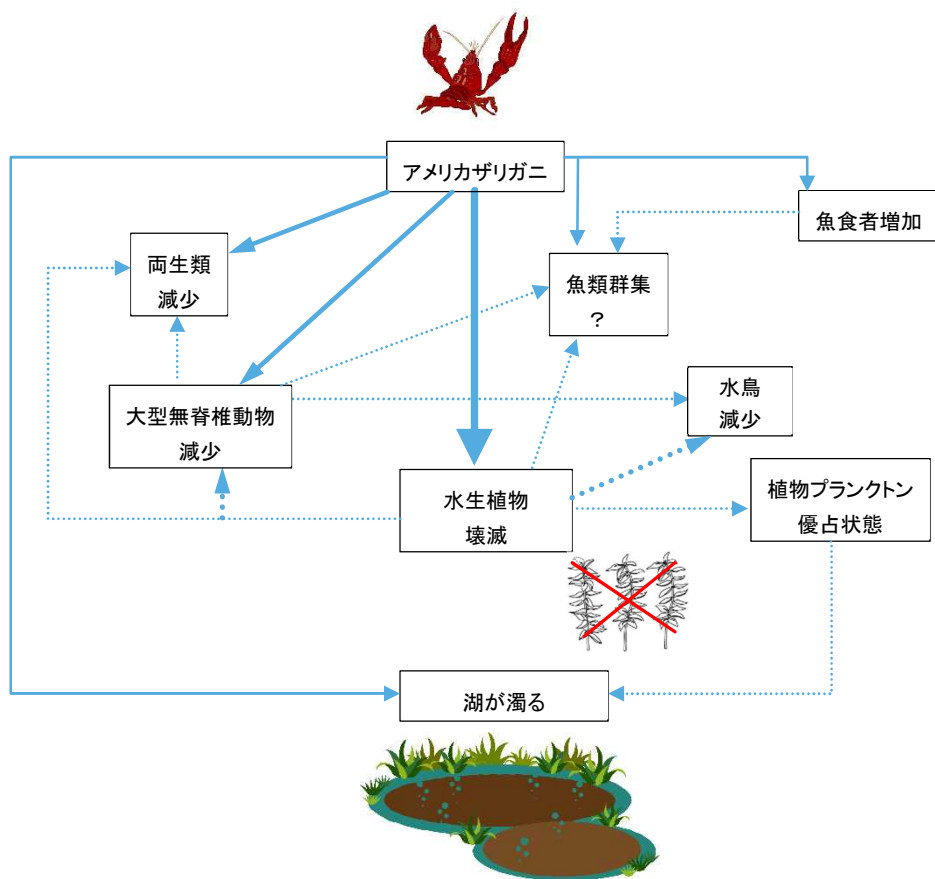 アメリカザリガニ
魚食者増加
両生類
減少
魚類群集
？
大型無脊椎動物
減少
水鳥
減少
水生植物
壊滅
植物プランクトン
優占状態
湖が濁る